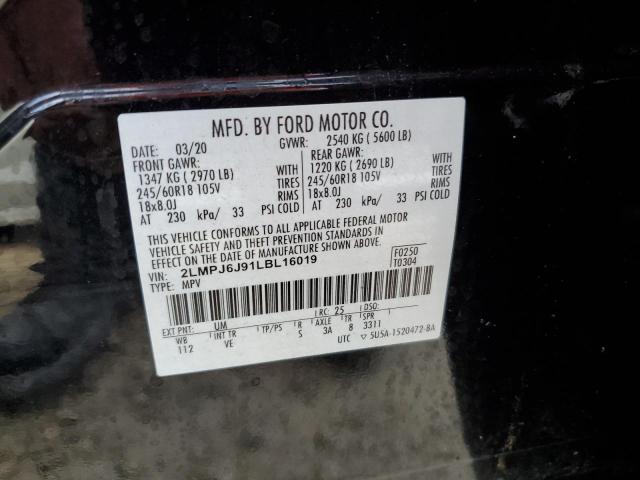 MFD. BY FORD MOTOR CO.
DATE: 03/20 GVWR: 2540 KG ( 5600 LB)
FRONT GAWR: REAR GAWR:
1347 KG ( 2970 LB) WITH 1220 KG ( 2690 LB) WITH
245/60R18 105V TIRES 245/60R18 105V TIRES
18x8.0J RIMS 18x8.0J RIMS
AT 230 kPa/ 33 PSI COLD AT 230 kPa/ 33 PSI COLD
THIS VEHICLE CONFORMS TO ALL APPLICABLE FEDERAL MOTOR
VEHICLE SAFETY AND THEFT PREVENTION STANDARDS IN
EFFECT ON THE DATE OF MANUFACTURE SHOWN ABOVE.
VIN: 2LMPJ6J91LBL16019 F0250
TYPE: MPV T0304
EXT PNT: UM RC: 25 DSO:
WB INT TR TP/PS R AXLE TR SPR
112 VE S 3A 8 3311
UTC ▽ 5U5A-1520472-BA